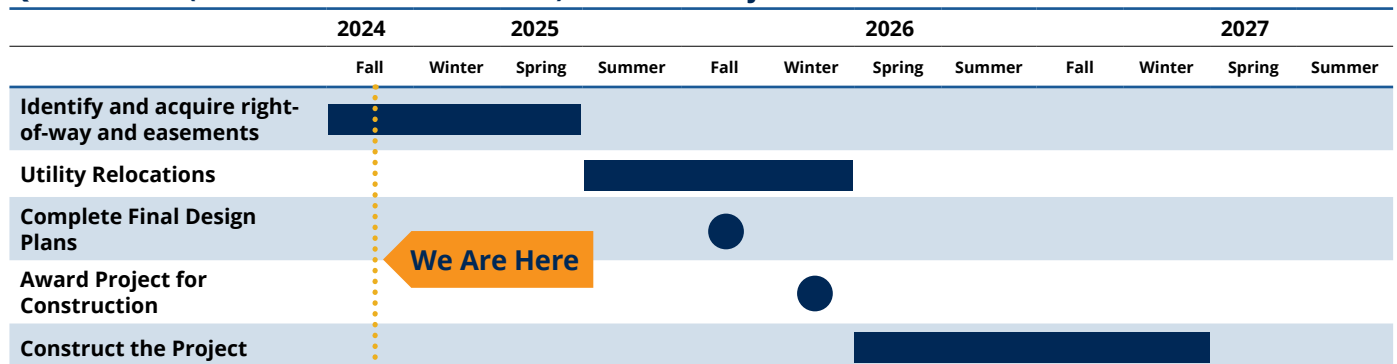 2024 2025 2026 2027
Fall Winter Spring Summer Fall Winter Spring Summer Fall Winter Spring Summer
Identify and acquire right-
of-way and easements
Utility Relocations
Complete Final Design
Plans
We Are Here
Award Project for
Construction
Construct the Project